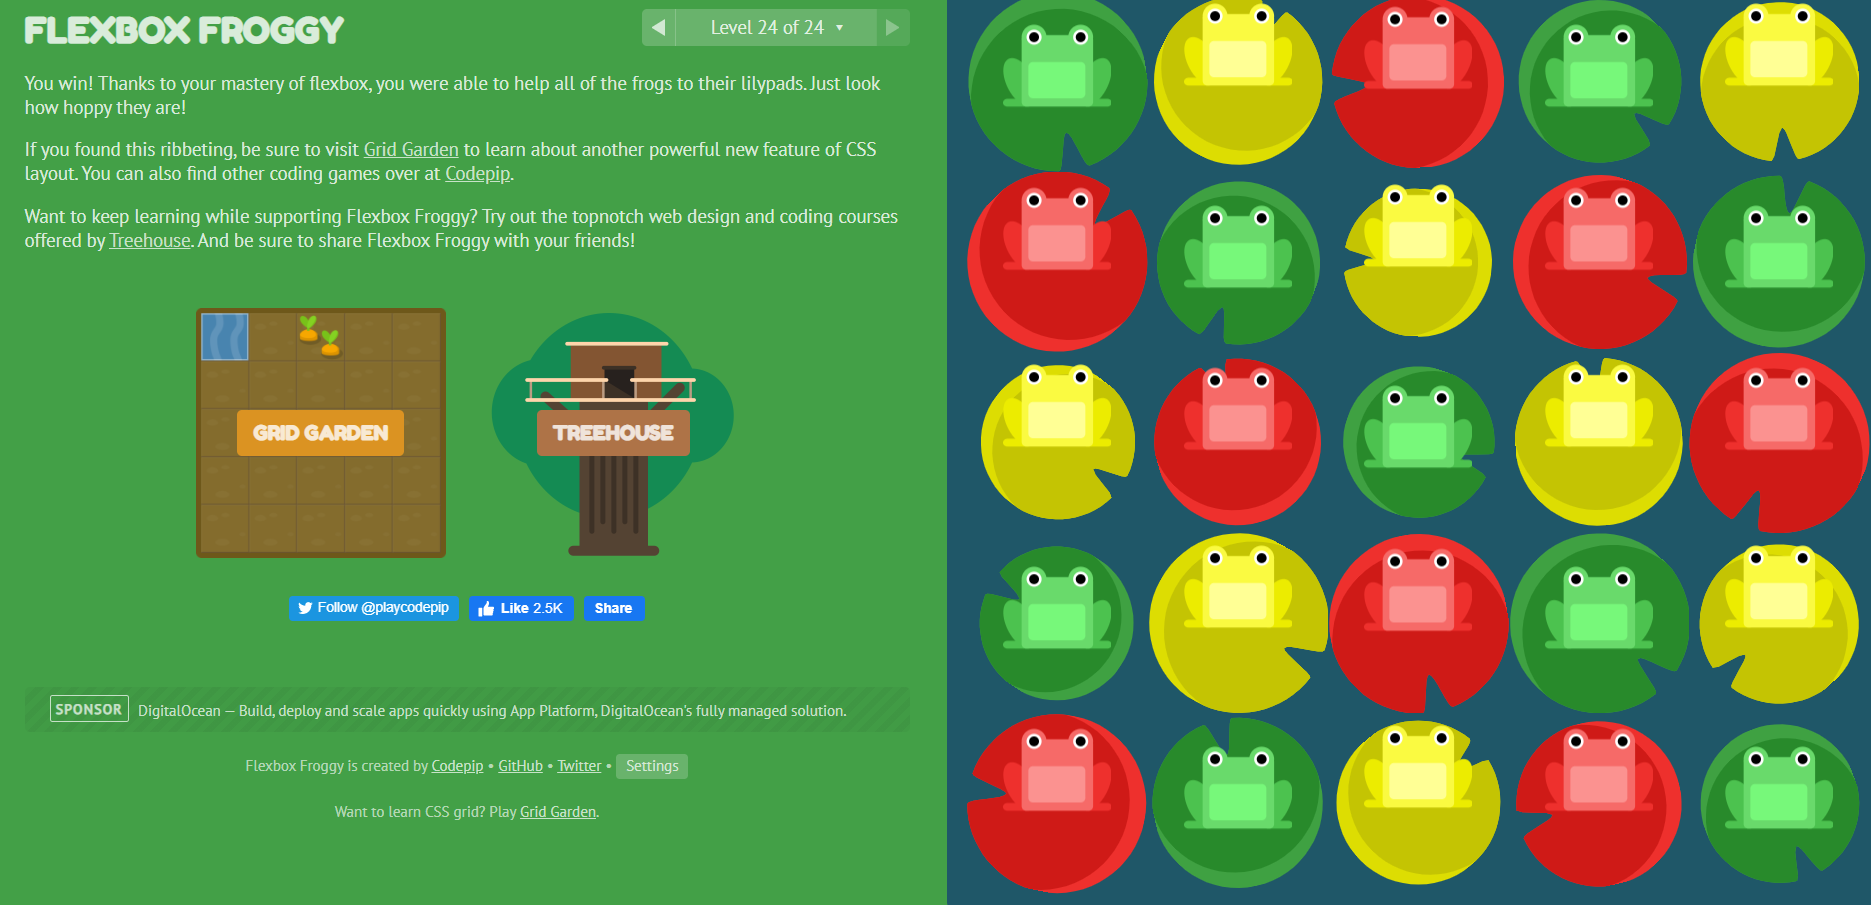 FLEXBOX FROGGY
Level 24 of 24
You win! Thanks to your mastery of flexbox, you were able to help all of the frogs to their lilypads. Just look
how hoppy they are!
If you found this ribbeting, be sure to visit Grid Garden to learn about another powerful new feature of CSS
layout. You can also find other coding games over at Codepip.
Want to keep learning while supporting Flexbox Froggy? Try out the topnotch web design and coding courses
offered by Treehouse. And be sure to share Flexbox Froggy with your friends!
GRID GARDEN
TREEHOUSE
Follow @playcodepip
Like 2.5K
Share
SPONSOR DigitalOcean — Build, deploy and scale apps quickly using App Platform, DigitalOcean's fully managed solution.
Flexbox Froggy is created by Codepip • GitHub • Twitter • Settings
Want to learn CSS grid? Play Grid Garden.